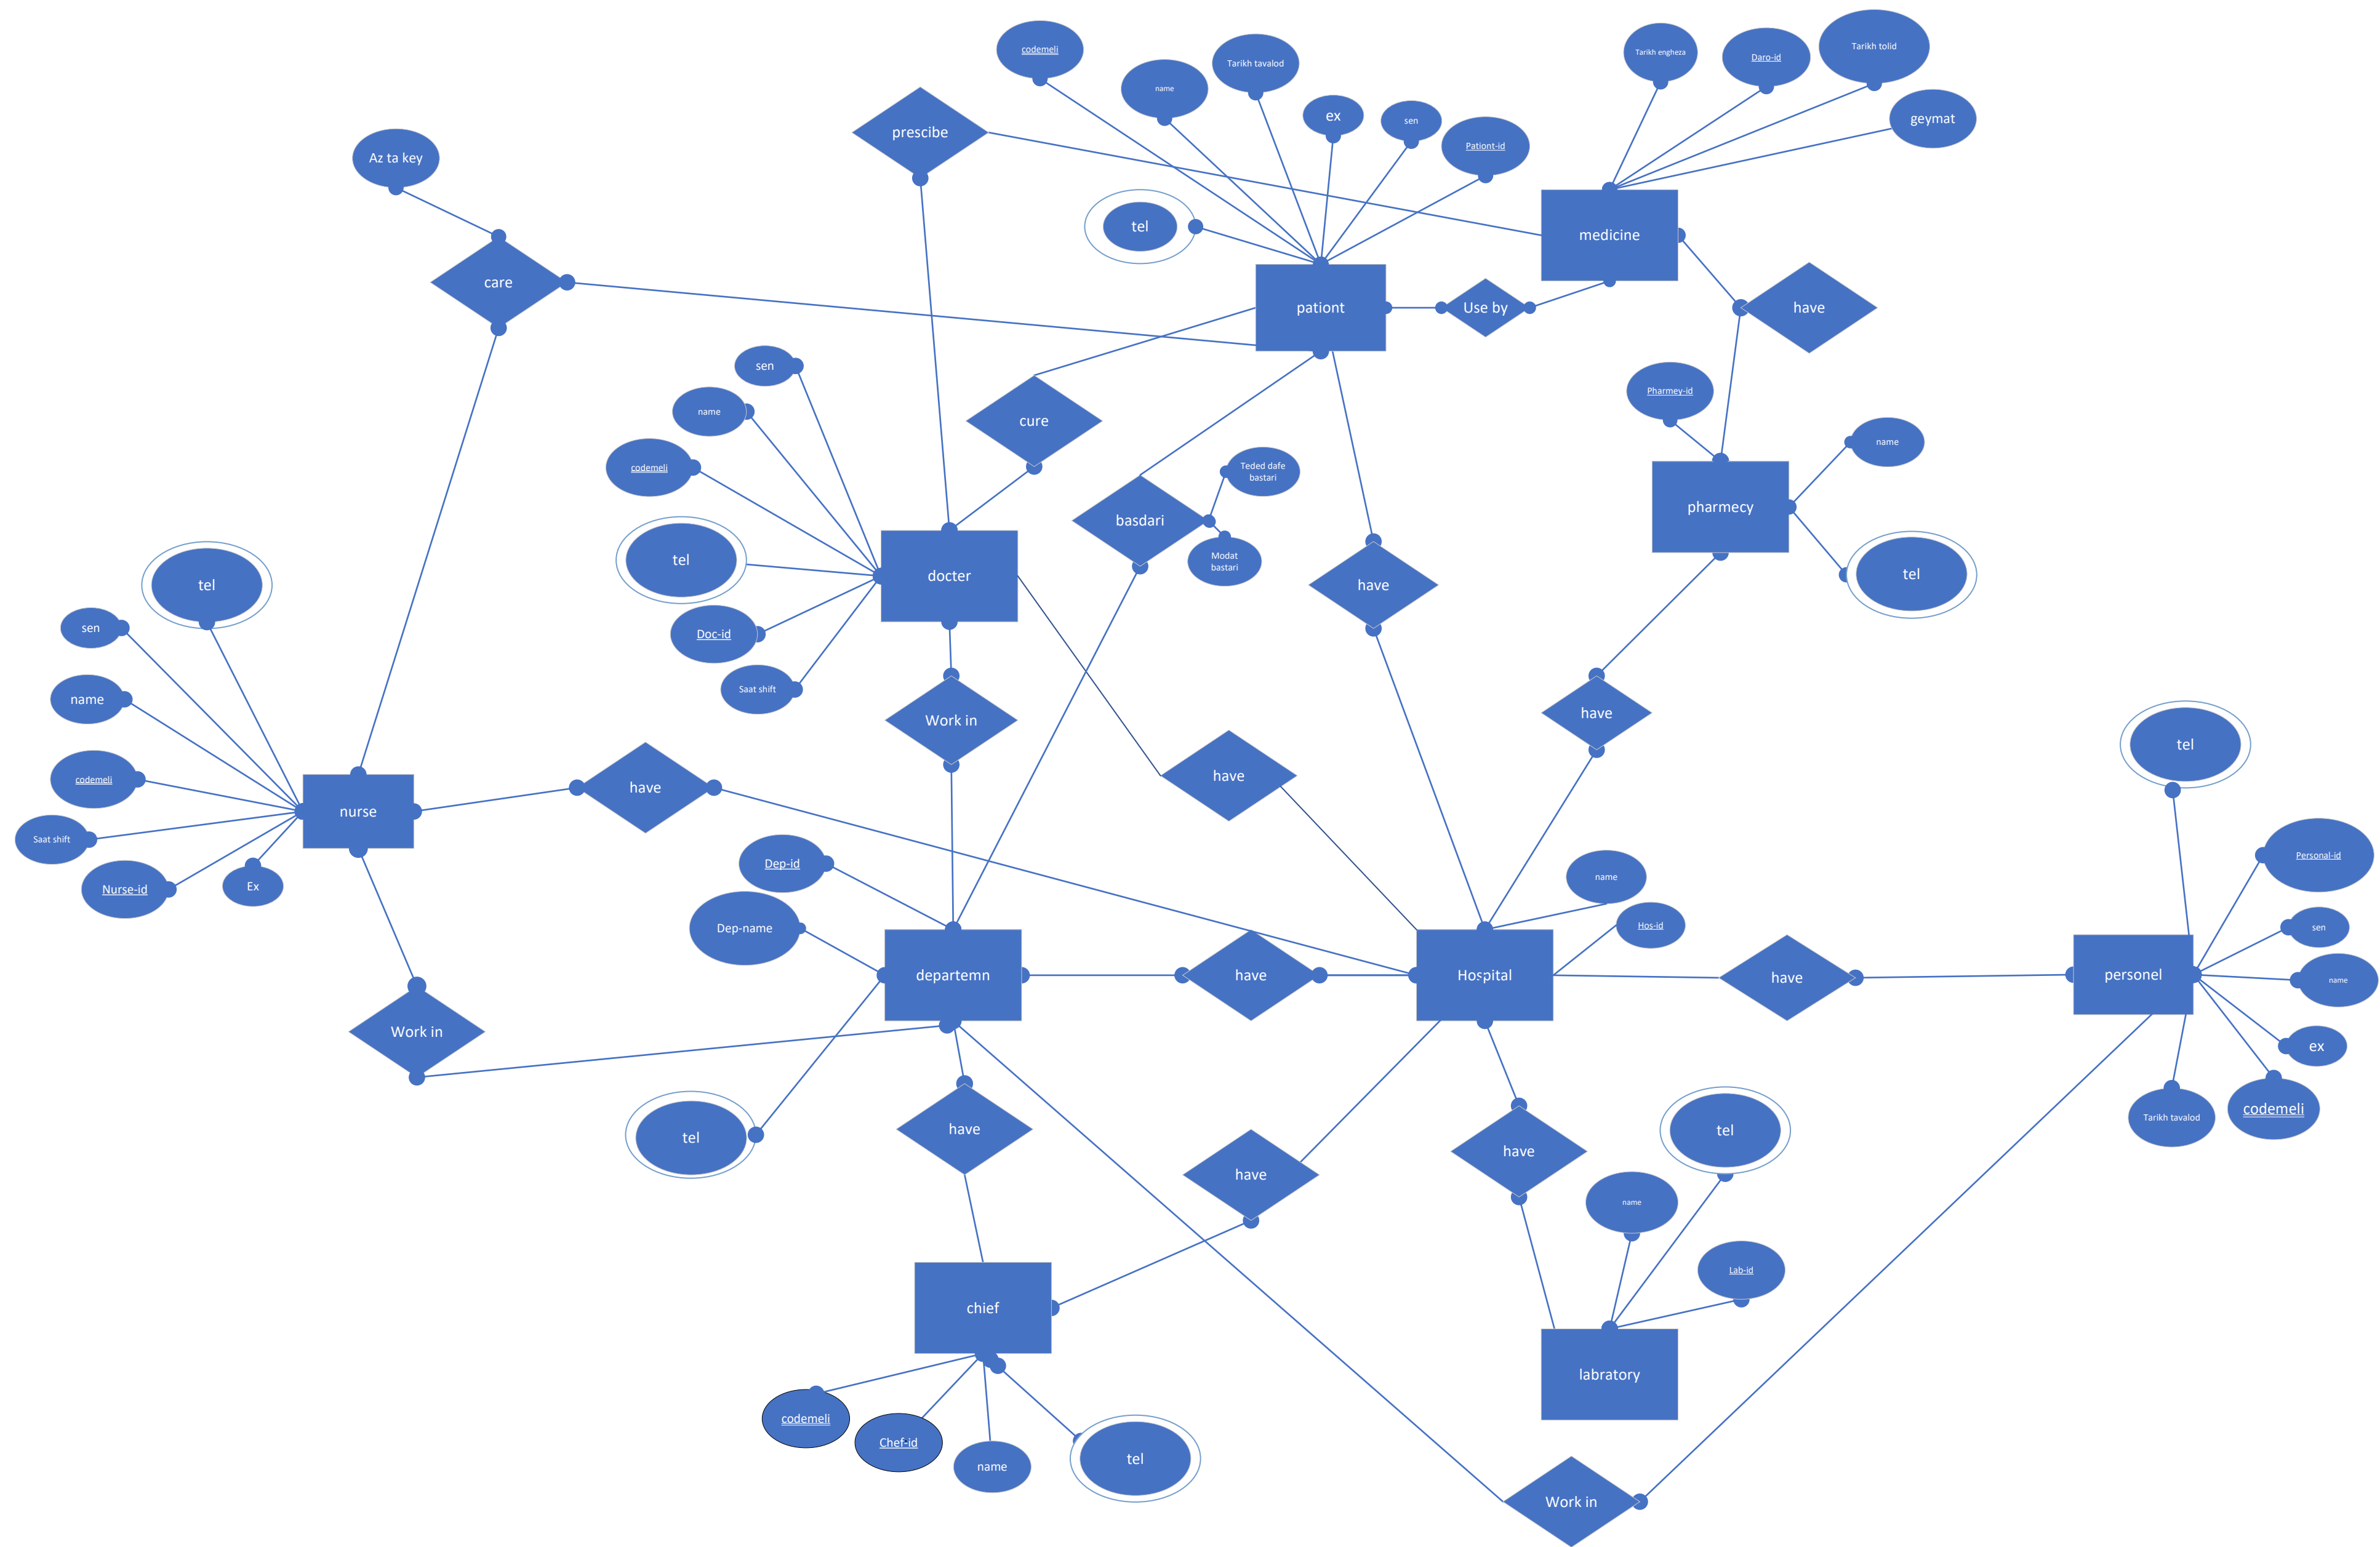 codemeli
name
Tarikh tavalod
ex
sen
Pationt-id
Tarikh engheza
Daro-id
Tarikh tolid
geymat
prescibe
Az ta key
tel
medicine
care
pationt
Use by
have
sen
name
codemeli
cure
Pharmey-id
name
Teded dafe
bastari
basdari
pharmecy
Modat
bastari
tel
docter
have
tel
tel
Doc-id
Saat shift
sen
name
codemeli
Saat shift
Nurse-id
Ex
nurse
have
Work in
have
have
tel
Personal-id
sen
name
ex
codemeli
Tarikh tavalod
personel
Dep-id
Dep-name
departemn
have
name
Hos-id
Hospital
have
Work in
tel
have
have
have
tel
name
Lab-id
chief
labratory
codemeli
Chef-id
name
tel
Work in